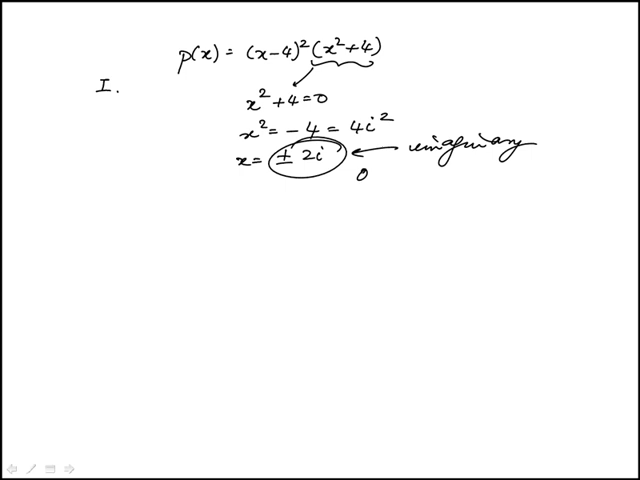 p(x) = (x-4)² (x²+4)
I.
x² + 4 = 0
x² = - 4 = 4i²
x = ± 2i imaginary
0